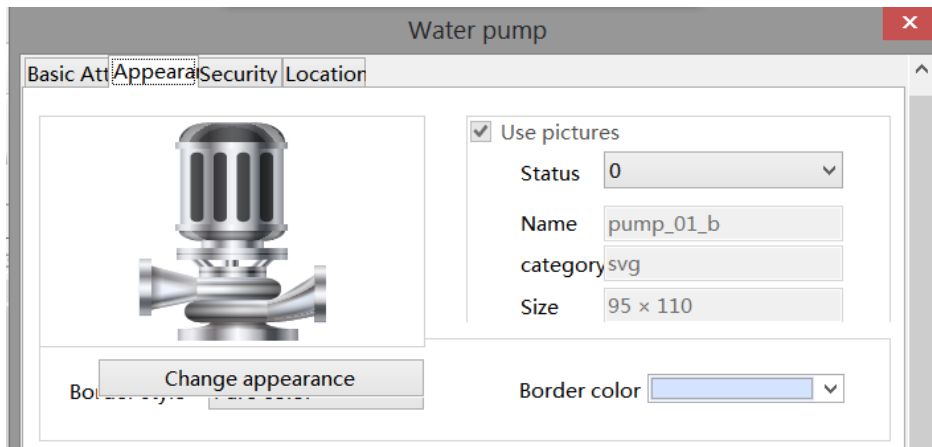 Water pump
Basic Att Appeara Security Location
Use pictures
Status 0
Name pump_01_b
category svg
Size 95 × 110
Change appearance
Border color